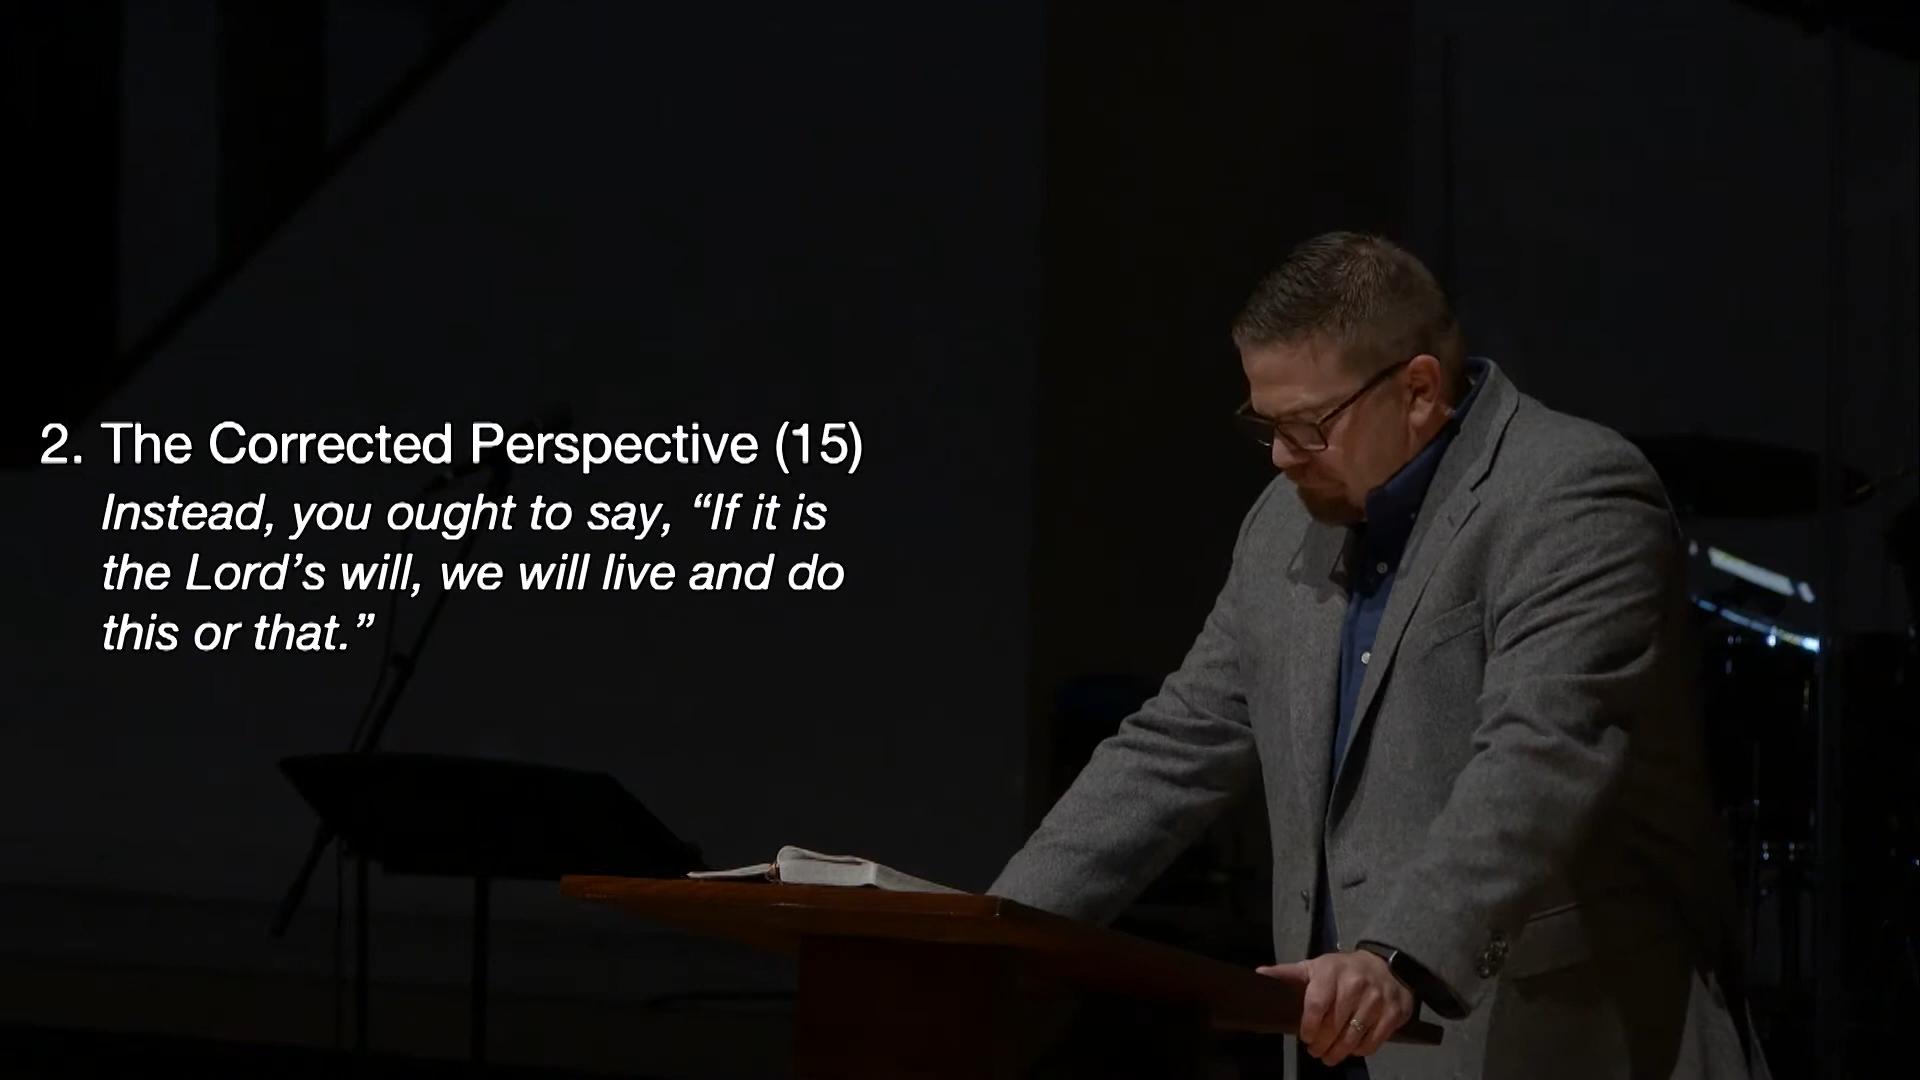 2. The Corrected Perspective (15)
Instead, you ought to say, “If it is
the Lord’s will, we will live and do
this or that.”